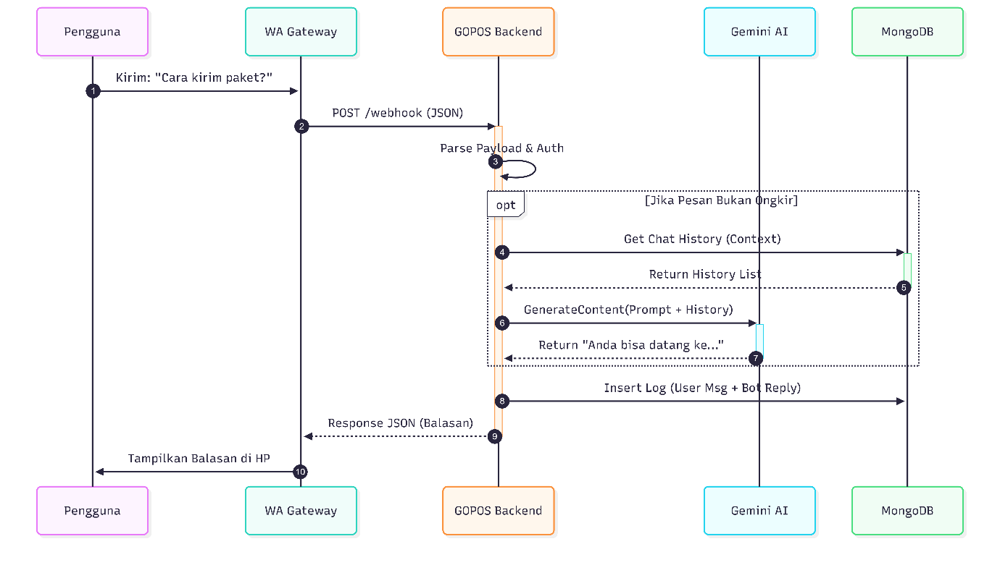 Pengguna
WA Gateway
GOPOS Backend
Gemini AI
MongoDB
Kirim: "Cara kirim paket?"
1
POST /webhook (JSON)
2
Parse Payload & Auth
3
opt
[Jika Pesan Bukan Ongkir]
Get Chat History (Context)
4
Return History List
5
GenerateContent(Prompt + History)
6
Return "Anda bisa datang ke..."
7
Insert Log (User Msg + Bot Reply)
8
Response JSON (Balasan)
9
Tampilkan Balasan di HP
10
Pengguna
WA Gateway
GOPOS Backend
Gemini AI
MongoDB